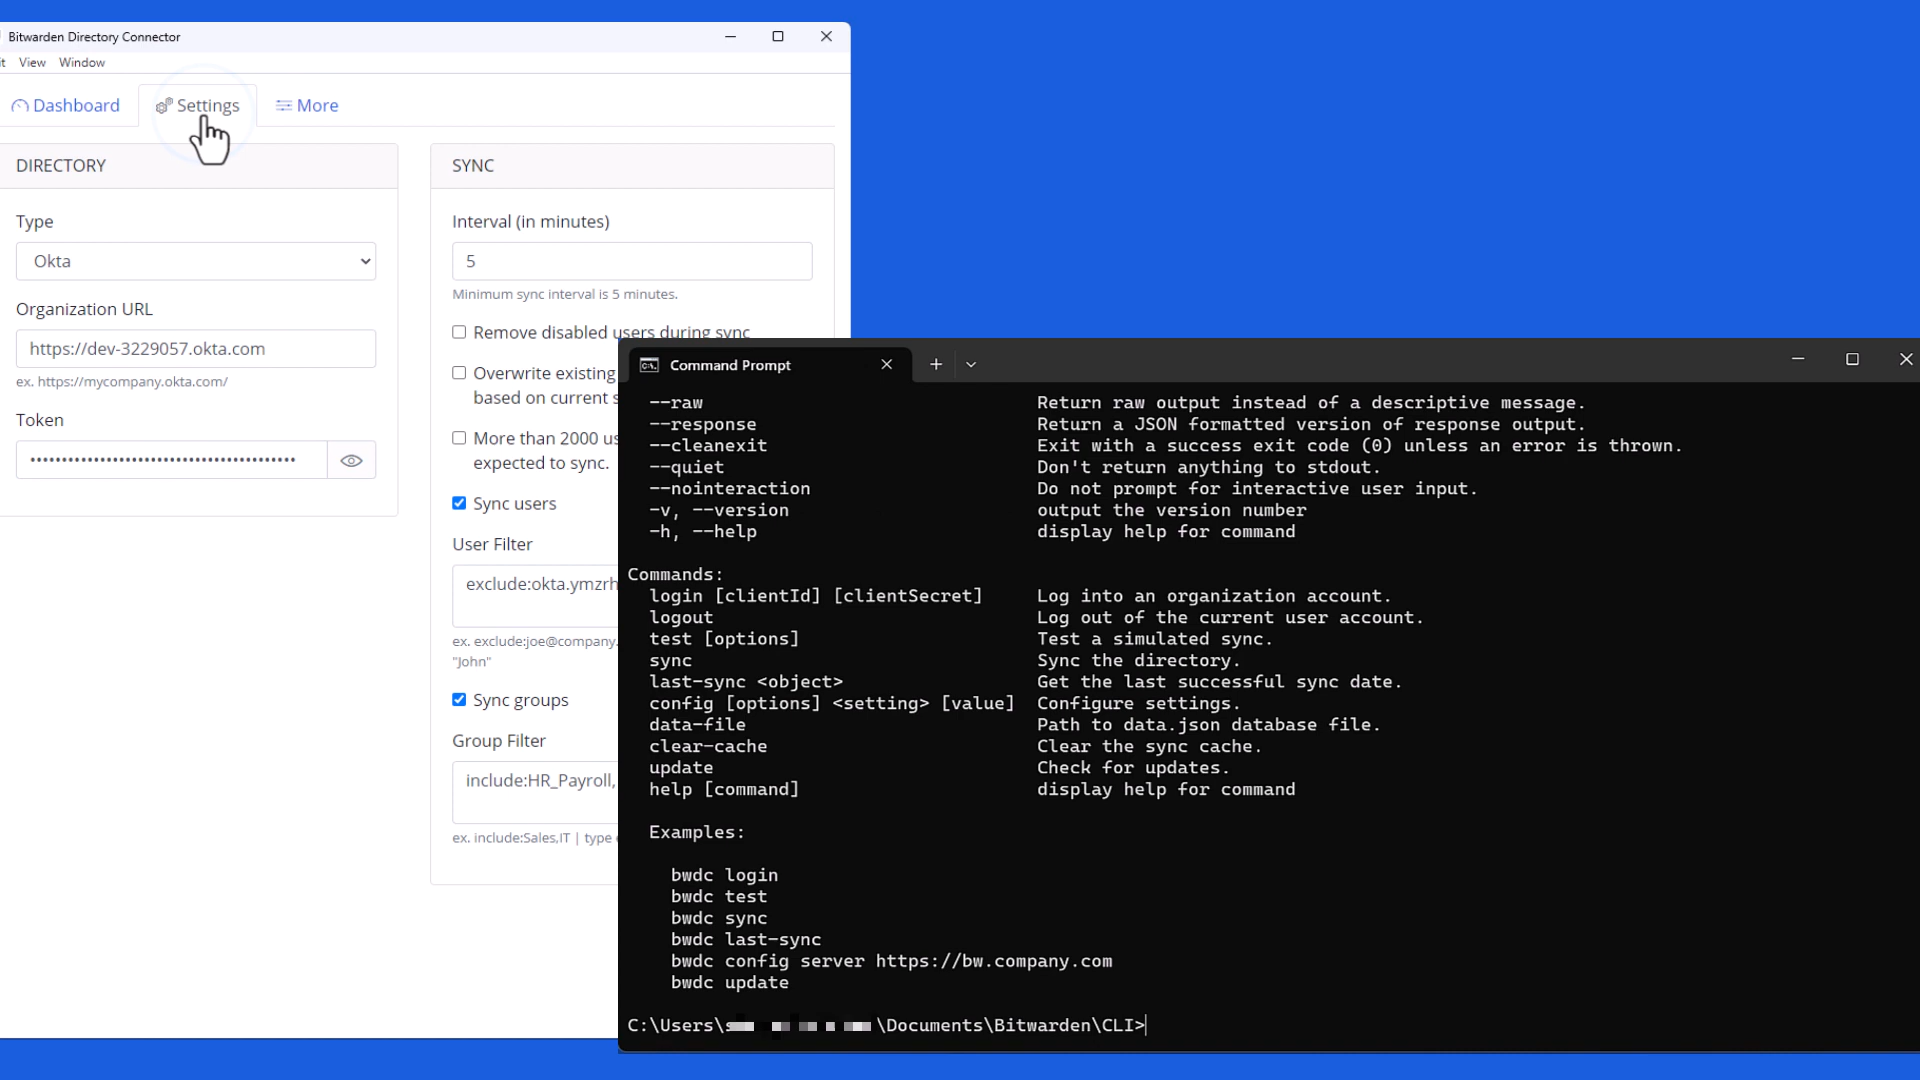 Bitwarden Directory Connector
it View Window
Dashboard Settings More
DIRECTORY
Type
Okta
Organization URL
https://dev-3229057.okta.com
ex. https://mycompany.okta.com/
Token
SYNC
Interval (in minutes)
5
Minimum sync interval is 5 minutes.
Remove disabled users during sync
Overwrite existing
based on current s
More than 2000 us
expected to sync.
Sync users
User Filter
exclude:okta.ymzrh
ex. exclude:joe@company.
"John"
Sync groups
Group Filter
include:HR_Payroll,
ex. include:Sales,IT | type
Command Prompt
--raw Return raw output instead of a descriptive message.
--response Return a JSON formatted version of response output.
--cleanexit Exit with a success exit code (0) unless an error is thrown.
--quiet Don't return anything to stdout.
--nointeraction Do not prompt for interactive user input.
-v, --version output the version number
-h, --help display help for command
Commands:
login [clientId] [clientSecret] Log into an organization account.
logout Log out of the current user account.
test [options] Test a simulated sync.
sync Sync the directory.
last-sync <object> Get the last successful sync date.
config [options] <setting> [value] Configure settings.
data-file Path to data.json database file.
clear-cache Clear the sync cache.
update Check for updates.
help [command] display help for command
Examples:
bwdc login
bwdc test
bwdc sync
bwdc last-sync
bwdc config server https://bw.company.com
bwdc update
C:\Users\ \Documents\Bitwarden\CLI>